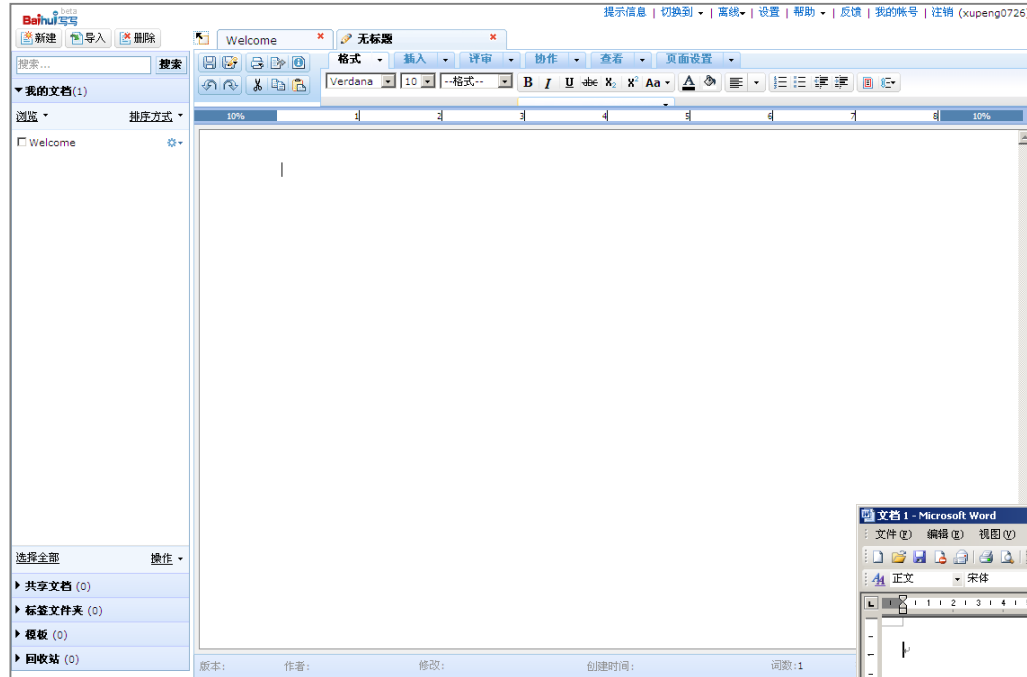 提示信息 | 切换到 | 离线 | 设置 | 帮助 | 反馈 | 我的帐号 | 注销 (xupeng0726)
Baihui写写 beta
新建 导入 删除
Welcome 无标题
搜索... 搜索
格式 插入 评审 协作 查看 页面设置
Verdana 10 --格式-- B I U abc X₂ X² Aa A
我的文档(1)
浏览 排序方式
10% 1 2 3 4 5 6 7 8 10%
Welcome
文档 1 - Microsoft Word
文件(F) 编辑(E) 视图(V)
选择全部 操作
共享文档 (0)
正文 宋体
标签文件夹 (0)
L 1 1 2 3 4
模板 (0)
回收站 (0)
版本: 作者: 修改: 创建时间: 词数:1